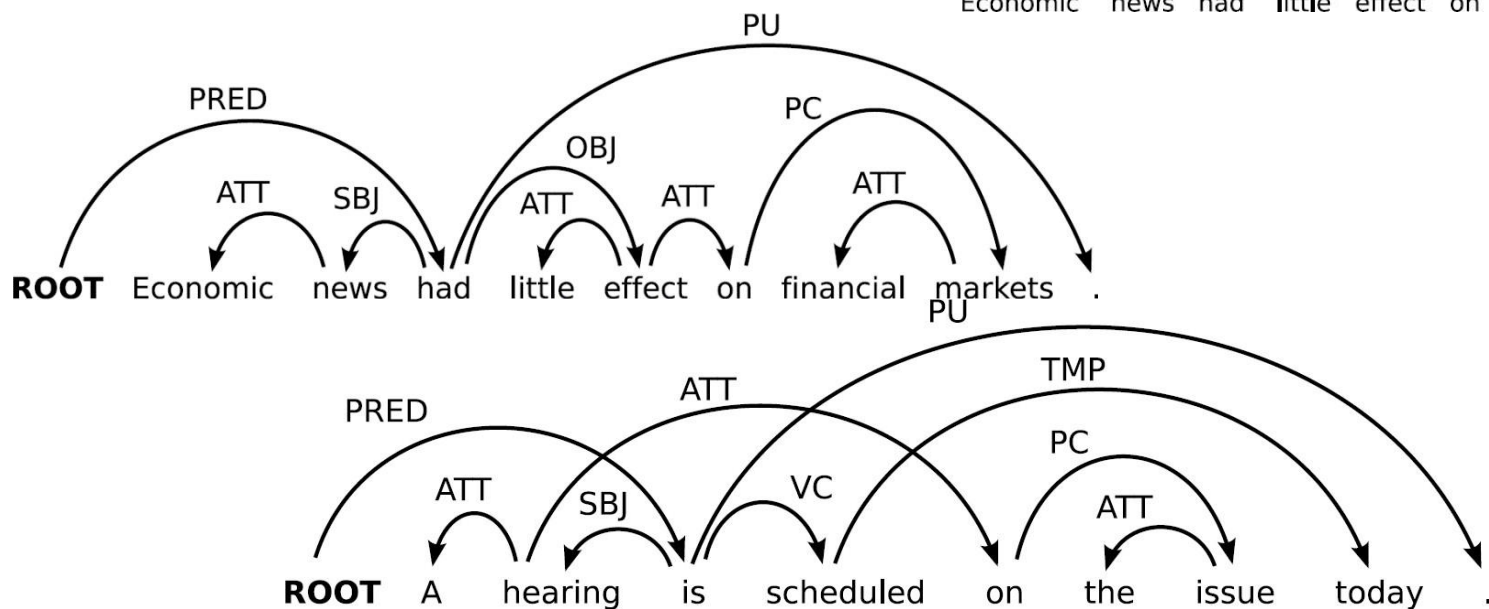 Economic news had little effect on
PU
PRED
PC
OBJ
ATT SBJ ATT ATT ATT
ROOT Economic news had little effect on financial markets .
PU
TMP
ATT
PRED
PC
ATT SBJ VC ATT
ROOT A hearing is scheduled on the issue today .